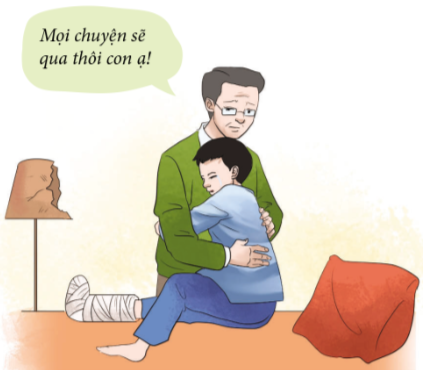 Mọi chuyện sẽ
qua thôi con ạ!